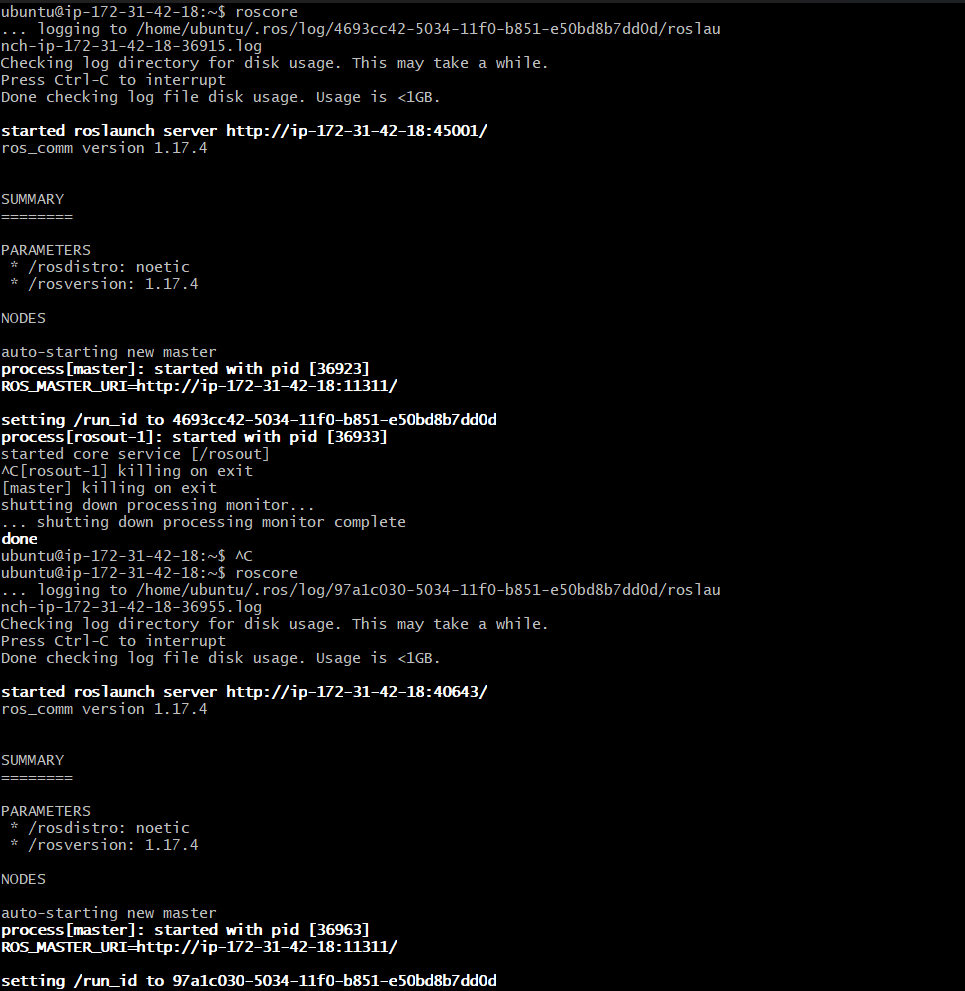 ubuntu@ip-172-31-42-18:~$ roscore
... logging to /home/ubuntu/.ros/log/4693cc42-5034-11f0-b851-e50bd8b7dd0d/roslau
nch-ip-172-31-42-18-36915.log
Checking log directory for disk usage. This may take a while.
Press Ctrl-C to interrupt
Done checking log file disk usage. Usage is <1GB.

started roslaunch server http://ip-172-31-42-18:45001/
ros_comm version 1.17.4


SUMMARY
========

PARAMETERS
 * /rosdistro: noetic
 * /rosversion: 1.17.4

NODES

auto-starting new master
process[master]: started with pid [36923]
ROS_MASTER_URI=http://ip-172-31-42-18:11311/

setting /run_id to 4693cc42-5034-11f0-b851-e50bd8b7dd0d
process[rosout-1]: started with pid [36933]
started core service [/rosout]
^C[rosout-1] killing on exit
[master] killing on exit
shutting down processing monitor...
... shutting down processing monitor complete
done
ubuntu@ip-172-31-42-18:~$ ^C
ubuntu@ip-172-31-42-18:~$ roscore
... logging to /home/ubuntu/.ros/log/97a1c030-5034-11f0-b851-e50bd8b7dd0d/roslau
nch-ip-172-31-42-18-36955.log
Checking log directory for disk usage. This may take a while.
Press Ctrl-C to interrupt
Done checking log file disk usage. Usage is <1GB.

started roslaunch server http://ip-172-31-42-18:40643/
ros_comm version 1.17.4


SUMMARY
========

PARAMETERS
 * /rosdistro: noetic
 * /rosversion: 1.17.4

NODES

auto-starting new master
process[master]: started with pid [36963]
ROS_MASTER_URI=http://ip-172-31-42-18:11311/

setting /run_id to 97a1c030-5034-11f0-b851-e50bd8b7dd0d